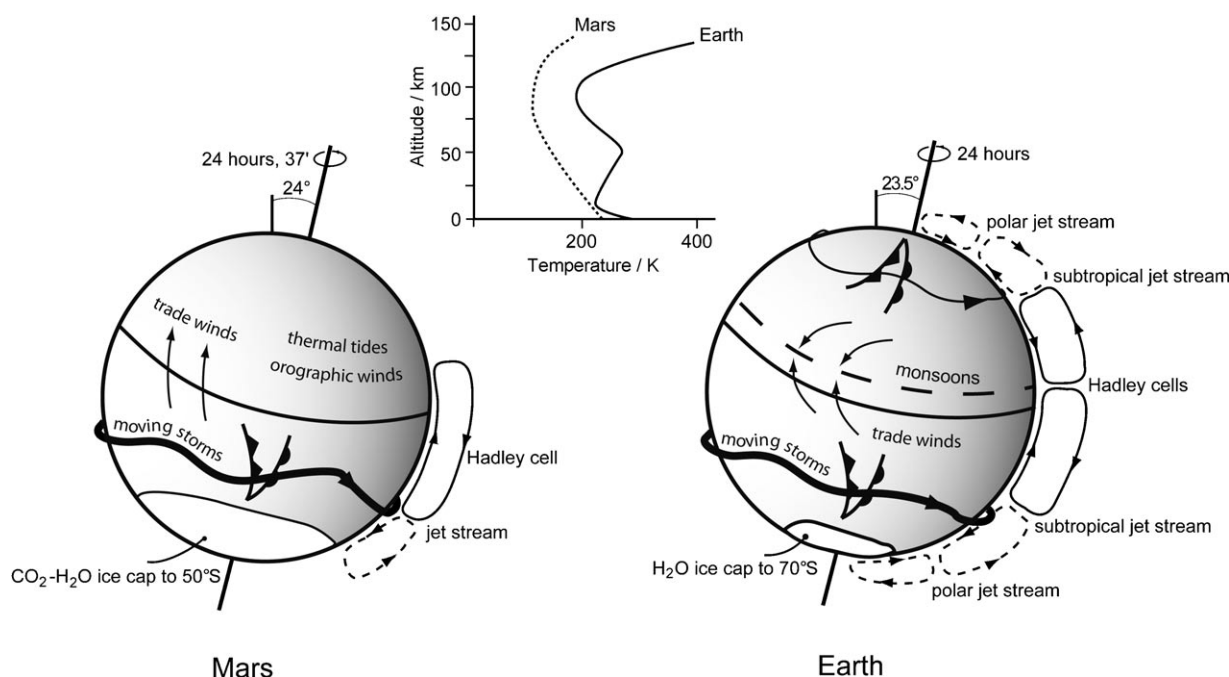 150
100
50
0
Altitude / km
200
400
Temperature / K
Mars
Earth
24 hours, 37'
24°
trade winds
thermal tides
orographic winds
moving storms
Hadley cell
jet stream
CO₂-H₂O ice cap to 50°S
Mars
24 hours
23.5°
polar jet stream
subtropical jet stream
monsoons
Hadley cells
trade winds
moving storms
subtropical jet stream
H₂O ice cap to 70°S
polar jet stream
Earth